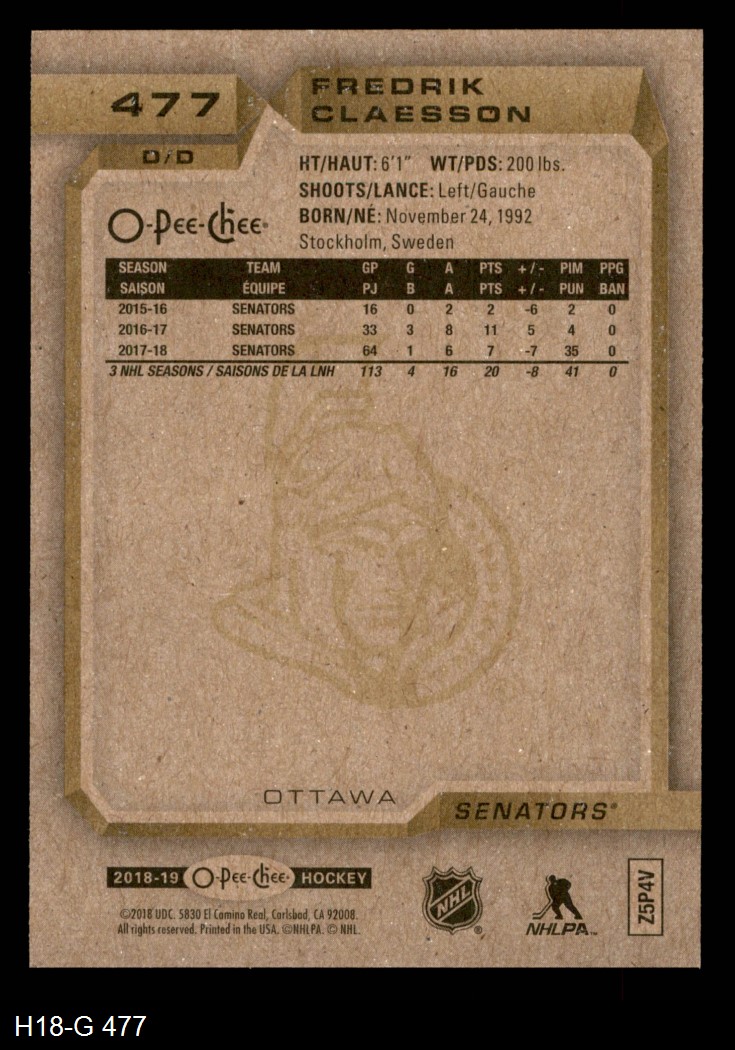 477
FREDRIK
CLAESSON
D/D
HT/HAUT: 6'1" WT/PDS: 200 lbs.
SHOOTS/LANCE: Left/Gauche
BORN/NÉ: November 24, 1992
Stockholm, Sweden
O-Pee-Chee®
SEASON TEAM GP G A PTS +/- PIM PPG
SAISON ÉQUIPE PJ B A PTS +/- PUN BAN
2015-16 SENATORS 16 0 2 2 -6 2 0
2016-17 SENATORS 33 3 8 11 5 4 0
2017-18 SENATORS 64 1 6 7 -7 35 0
3 NHL SEASONS / SAISONS DE LA LNH 113 4 16 20 -8 41 0
OTTAWA
SENATORS®
2018-19 O-Pee-Chee® HOCKEY
©2018 UDC. 5830 El Camino Real, Carlsbad, CA 92008.
All rights reserved. Printed in the USA. ©NHLPA. © NHL.
NHL®
NHLPA™
Z5P4V
H18-G 477